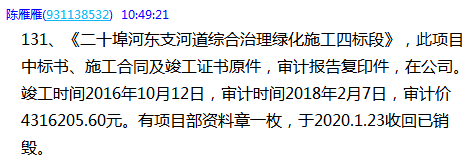 陈雁雁(931138532)  10:49:21
131、《二十埠河东支河道综合治理绿化施工四标段》，此项目
中标书、施工合同及竣工证书原件，审计报告复印件，在公司。
竣工时间2016年10月12日，审计时间2018年2月7日，审计价
4316205.60元。有项目部资料章一枚，于2020.1.23收回已销
毁。